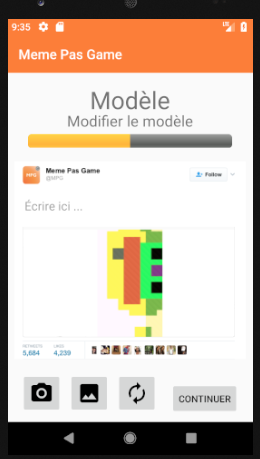 9:35
Meme Pas Game
Modèle
Modifier le modèle
Meme Pas Game
@MPG
Follow
Écrire ici ...
RETWEETS LIKES
5,684 4,239
CONTINUER